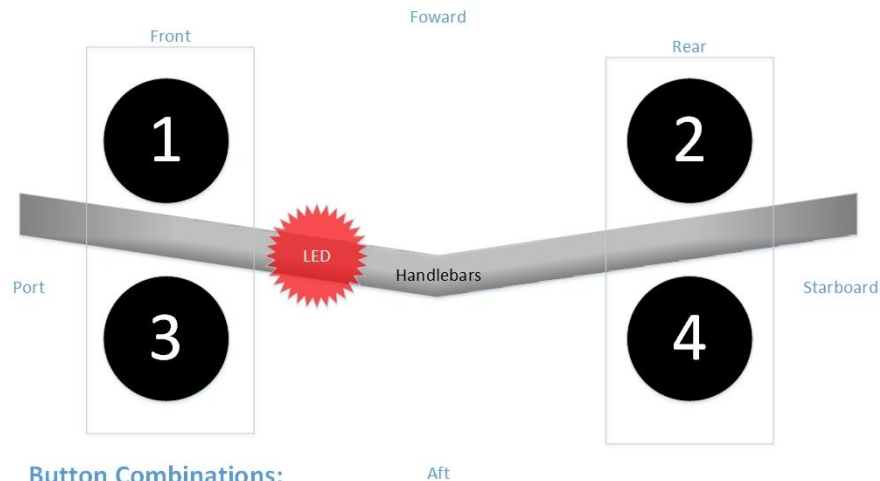 Foward
Front
Rear
1
2
LED
Handlebars
Port
Starboard
3
4
Aft
Button Combinations: